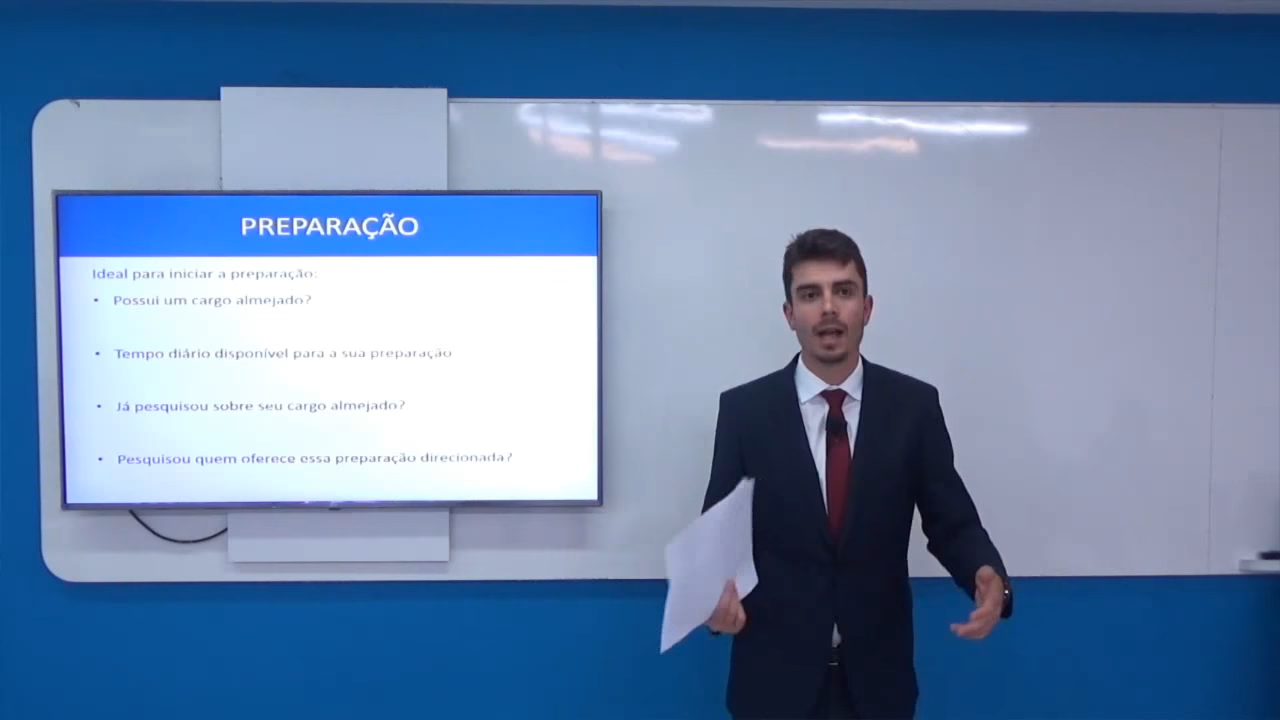 PREPARAÇÃO
Ideal para iniciar a preparação:
• Possui um cargo almejado?
• Tempo diário disponível para a sua preparação
• Já pesquisou sobre seu cargo almejado?
• Pesquisou quem oferece essa preparação direcionada?